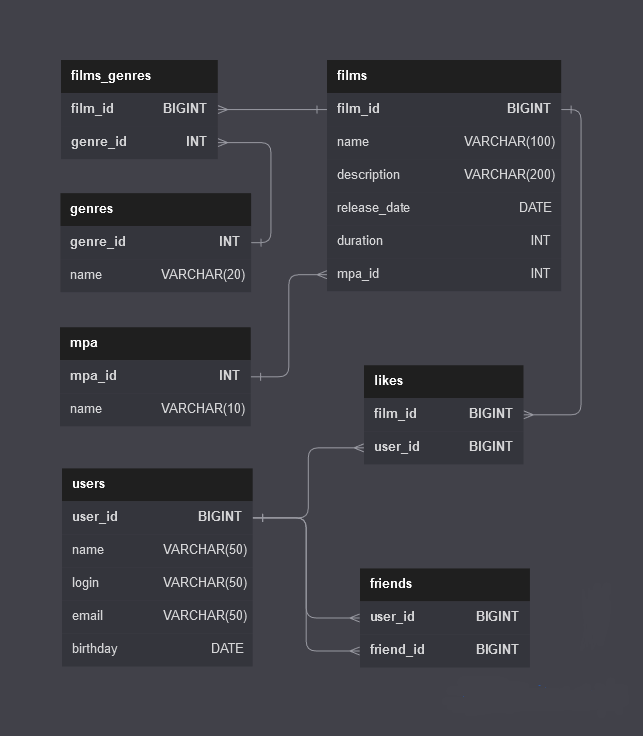 films_genres
film_id BIGINT
genre_id INT
films
film_id BIGINT
name VARCHAR(100)
description VARCHAR(200)
release_date DATE
duration INT
mpa_id INT
genres
genre_id INT
name VARCHAR(20)
mpa
mpa_id INT
name VARCHAR(10)
likes
film_id BIGINT
user_id BIGINT
users
user_id BIGINT
name VARCHAR(50)
login VARCHAR(50)
email VARCHAR(50)
birthday DATE
friends
user_id BIGINT
friend_id BIGINT